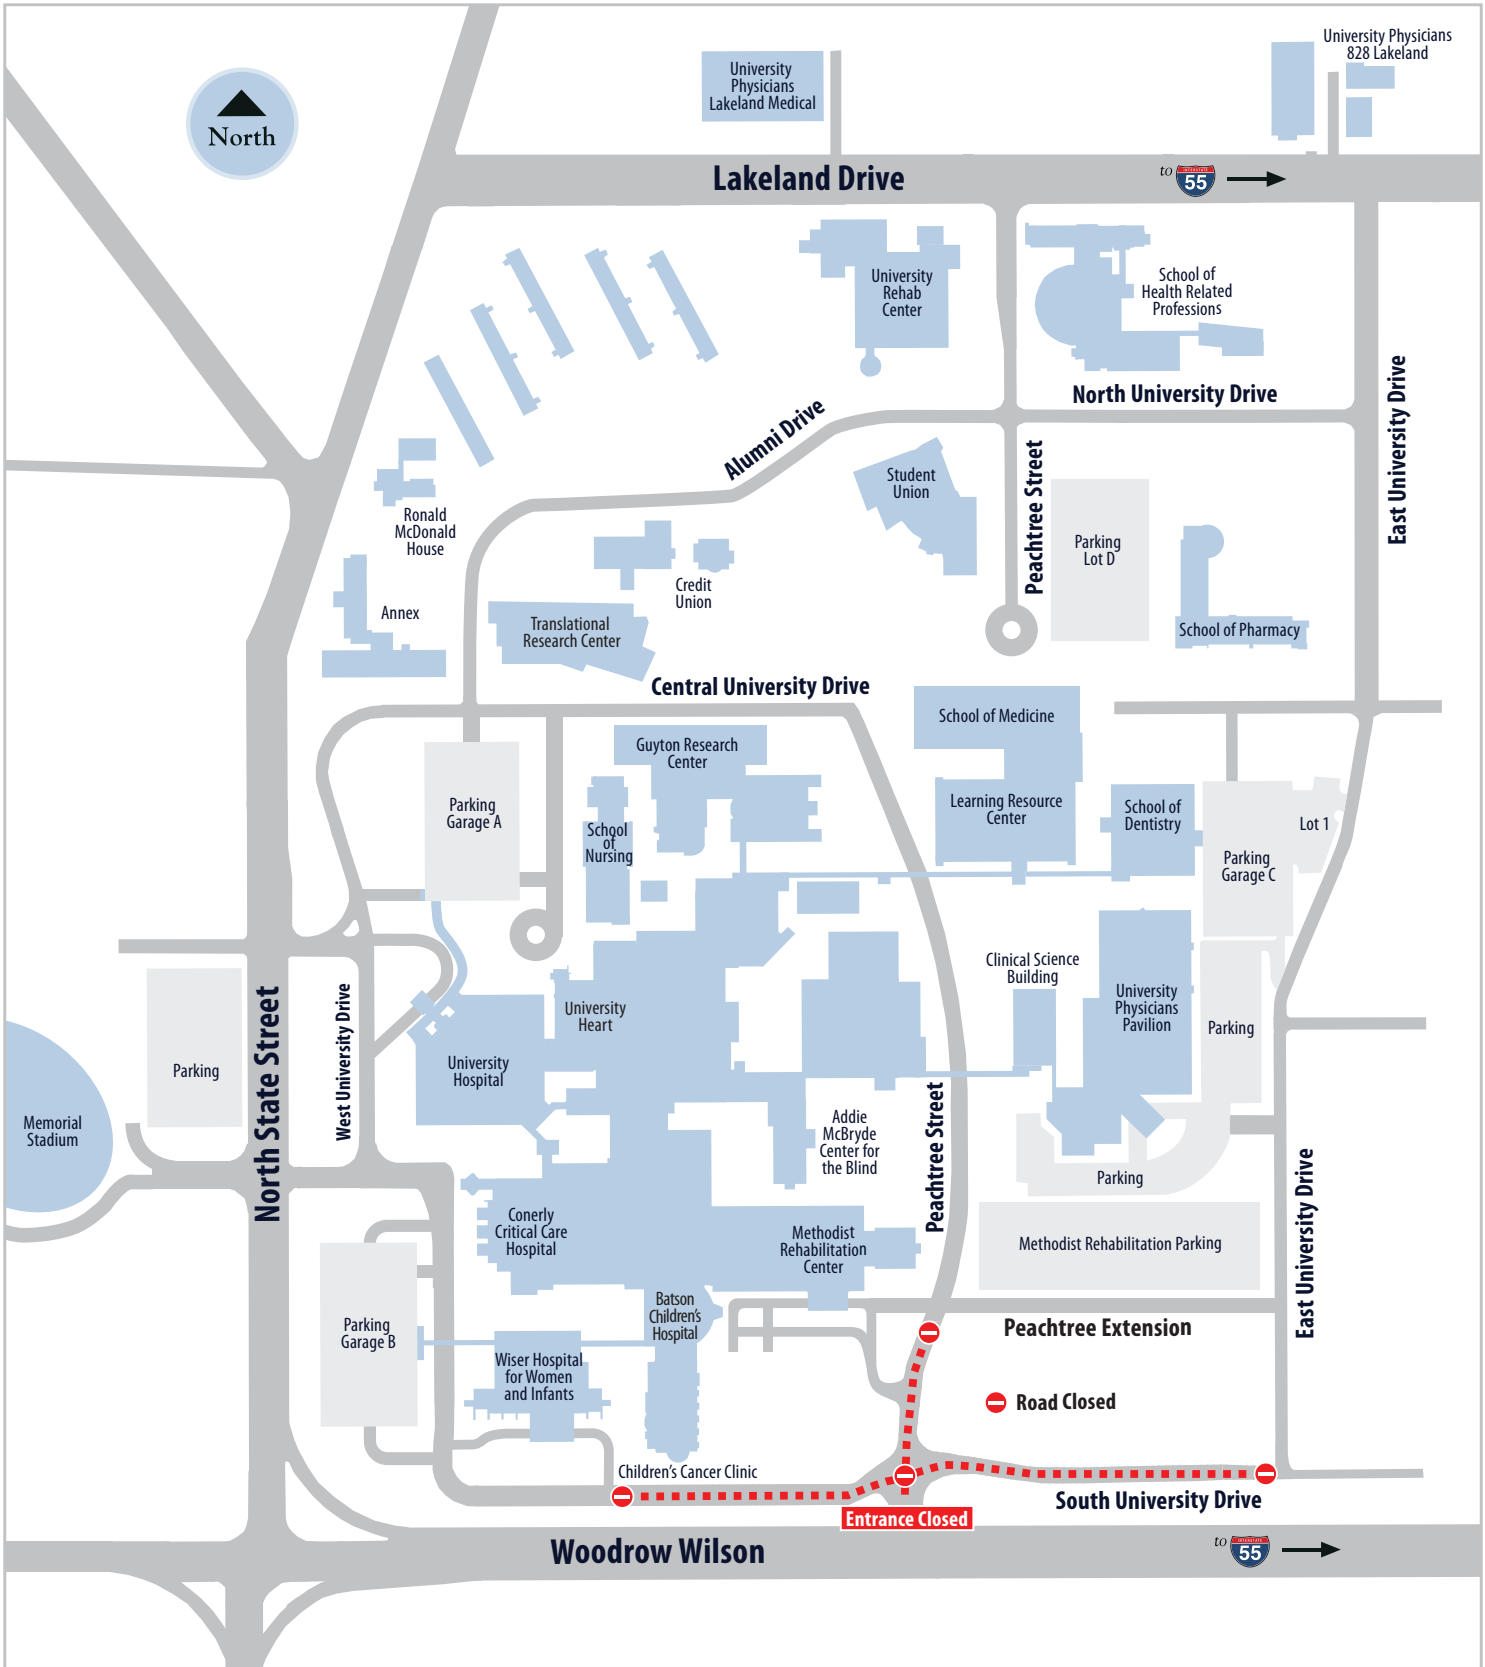 University Physicians
828 Lakeland
University
Physicians
Lakeland Medical
North
Lakeland Drive
to
INTERSTATE
55
University
Rehab
Center
School of
Health Related
Professions
North University Drive
East University Drive
Alumni Drive
Peachtree Street
Student
Union
Ronald
McDonald
House
Parking
Lot D
Credit
Union
Annex
Translational
Research Center
School of Pharmacy
Central University Drive
School of Medicine
Guyton Research
Center
Parking
Garage A
Learning Resource
Center
School of
Dentistry
Lot 1
School
of
Nursing
Parking
Garage C
Clinical Science
Building
University
Physicians
Pavilion
University
Heart
Parking
North State Street
West University Drive
Parking
University
Hospital
Memorial
Stadium
Addie
McBryde
Center for
the Blind
Peachtree Street
Parking
East University Drive
Conerly
Critical Care
Hospital
Methodist
Rehabilitation
Center
Methodist Rehabilitation Parking
Batson
Children's
Hospital
Parking
Garage B
Peachtree Extension
Wiser Hospital
for Women
and Infants
Road Closed
Children's Cancer Clinic
South University Drive
Entrance Closed
Woodrow Wilson
to
INTERSTATE
55